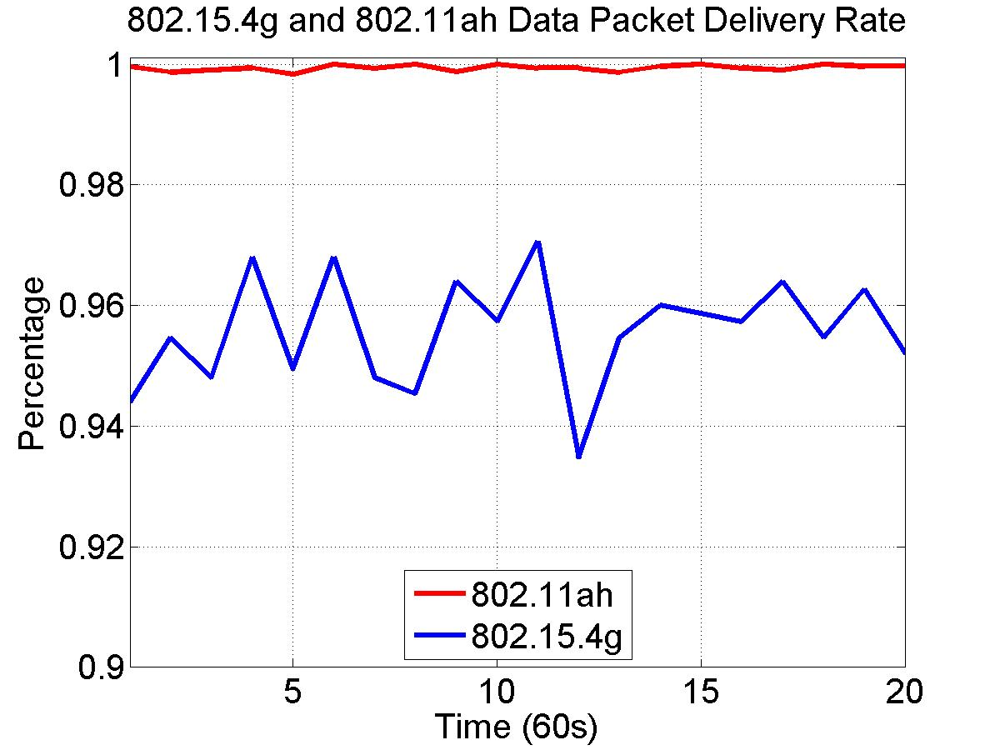 802.15.4g and 802.11ah Data Packet Delivery Rate
1
0.98
0.96
0.94
0.92
0.9
Percentage
802.11ah
802.15.4g
5 10 15 20
Time (60s)